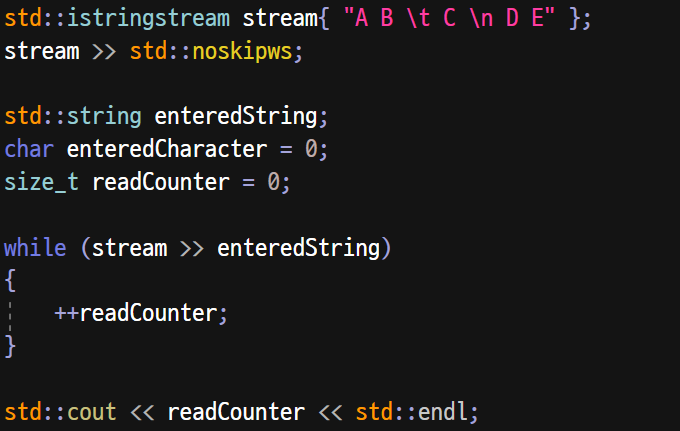 std::istringstream stream{ "A B \t C \n D E" };
stream >> std::noskipws;
std::string enteredString;
char enteredCharacter = 0;
size_t readCounter = 0;
while (stream >> enteredString)
{
++readCounter;
}
std::cout << readCounter << std::endl;